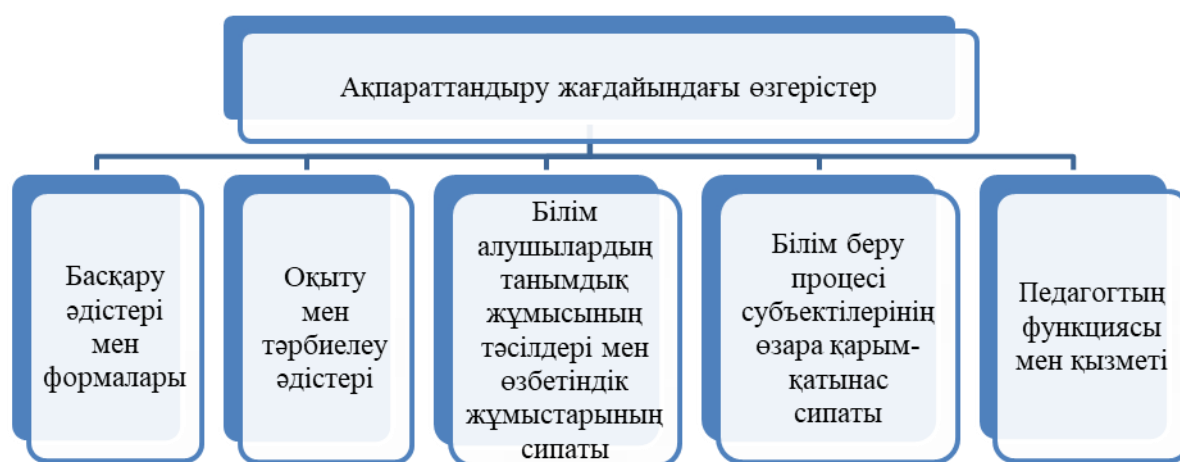 Ақпараттандыру жағдайындағы өзгерістер
Басқару
әдістері
мен
формалары
Оқыту
мен
тәрбиелеу
әдістері
Білім
алушылардың
танымдық
жұмысының
тәсілдері мен
өзбетіндік
жұмыстарының
сипаты
Білім беру
процесі
субъектілерінің
өзара қарым-
қатынас
сипаты
Педагогтың
функциясы
мен қызметі